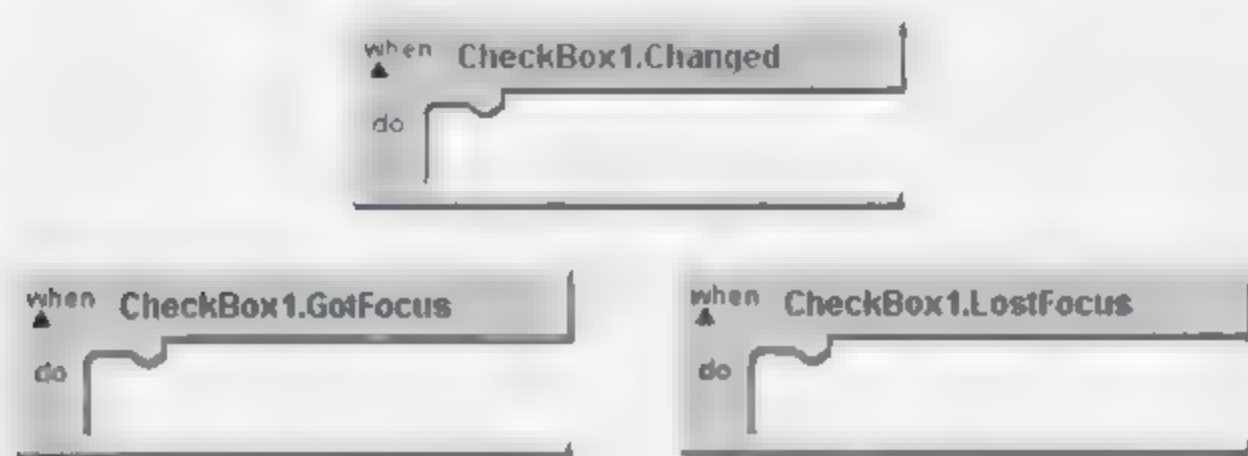 when CheckBox1.Changed
do
when CheckBox1.GotFocus
do
when CheckBox1.LostFocus
do